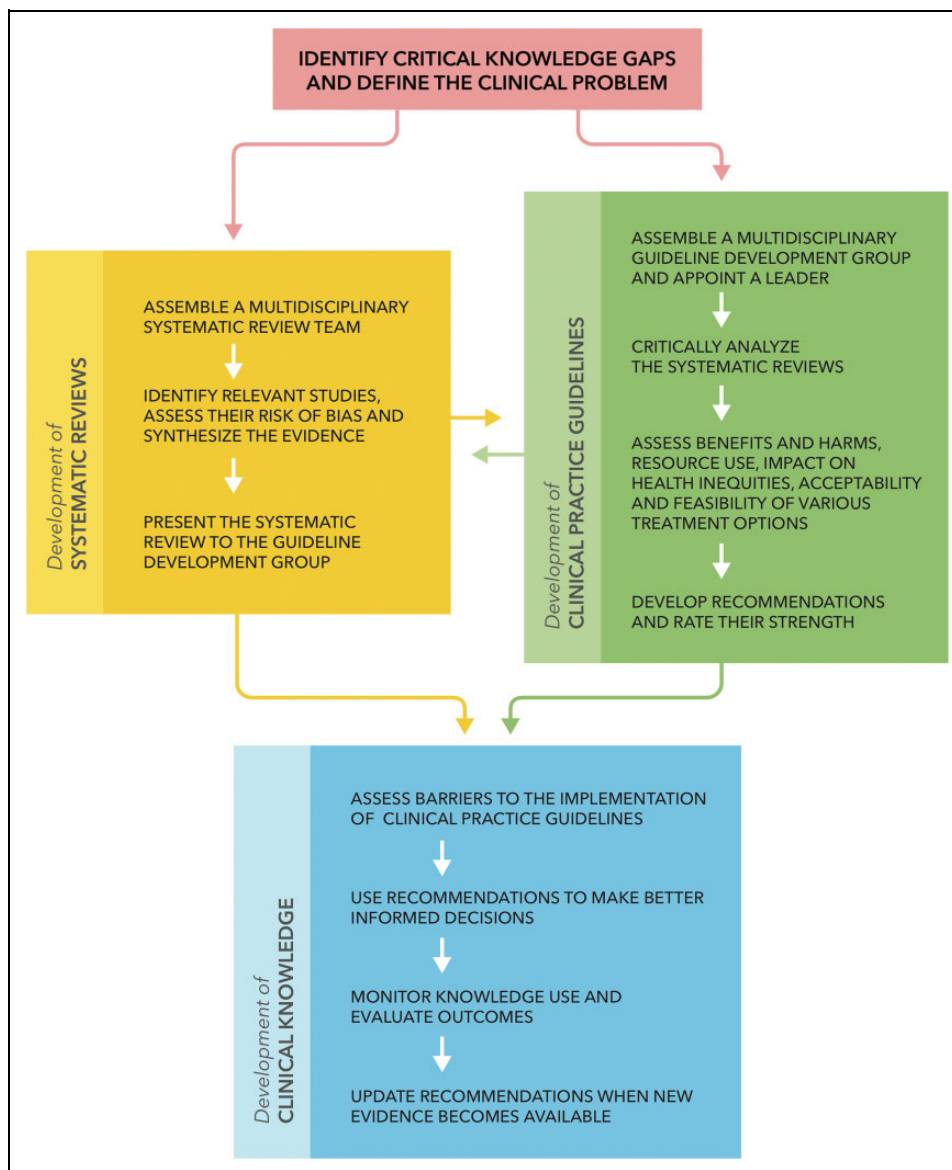 IDENTIFY CRITICAL KNOWLEDGE GAPS
AND DEFINE THE CLINICAL PROBLEM
Development of
SYSTEMATIC REVIEWS
ASSEMBLE A MULTIDISCIPLINARY
SYSTEMATIC REVIEW TEAM
IDENTIFY RELEVANT STUDIES,
ASSESS THEIR RISK OF BIAS AND
SYNTHESIZE THE EVIDENCE
PRESENT THE SYSTEMATIC
REVIEW TO THE GUIDELINE
DEVELOPMENT GROUP
Development of
CLINICAL PRACTICE GUIDELINES
ASSEMBLE A MULTIDISCIPLINARY
GUIDELINE DEVELOPMENT GROUP
AND APPOINT A LEADER
CRITICALLY ANALYZE
THE SYSTEMATIC REVIEWS
ASSESS BENEFITS AND HARMS,
RESOURCE USE, IMPACT ON
HEALTH INEQUITIES, ACCEPTABILITY
AND FEASIBILITY OF VARIOUS
TREATMENT OPTIONS
DEVELOP RECOMMENDATIONS
AND RATE THEIR STRENGTH
Development of
CLINICAL KNOWLEDGE
ASSESS BARRIERS TO THE IMPLEMENTATION
OF CLINICAL PRACTICE GUIDELINES
USE RECOMMENDATIONS TO MAKE BETTER
INFORMED DECISIONS
MONITOR KNOWLEDGE USE AND
EVALUATE OUTCOMES
UPDATE RECOMMENDATIONS WHEN NEW
EVIDENCE BECOMES AVAILABLE